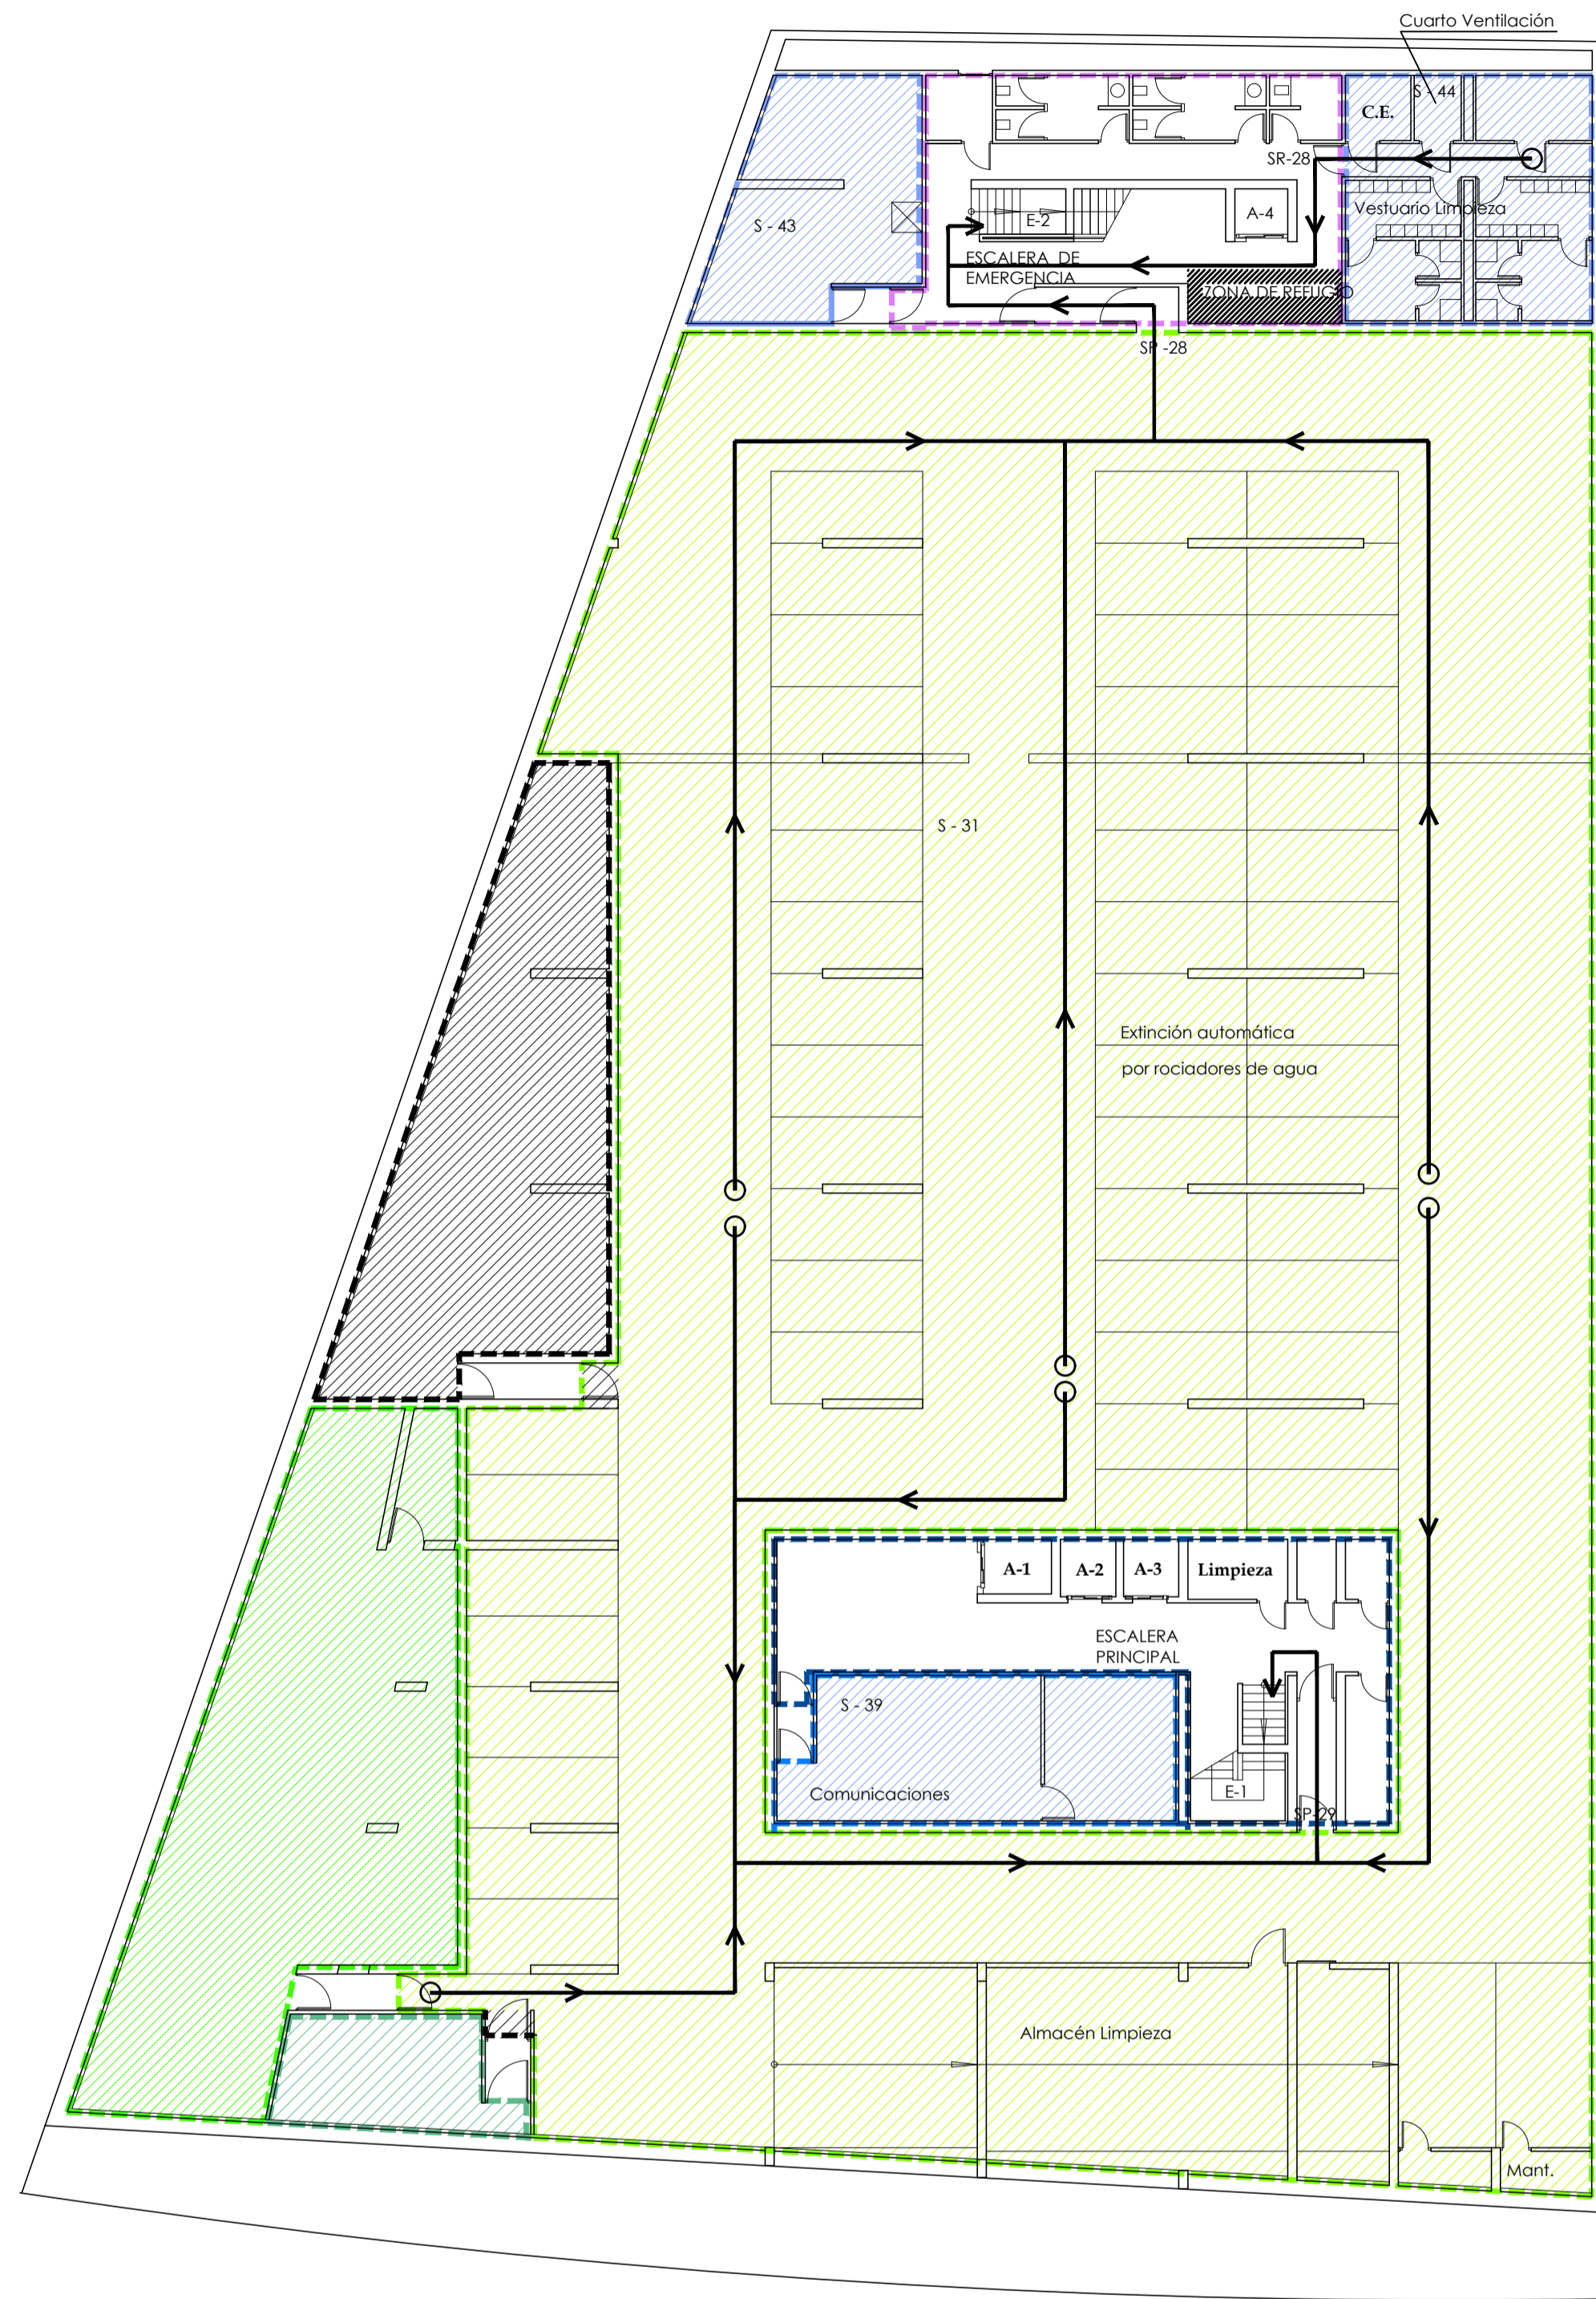 Cuarto Ventilación
S - 44
C.E.
SR-28
Vestuario Limpieza
S - 43
E-2
A-4
ESCALERA DE
EMERGENCIA
ZONA DE REFUGIO
SP -28
S - 31
Extinción automática
por rociadores de agua
A-1
A-2
A-3
Limpieza
ESCALERA
PRINCIPAL
S - 39
Comunicaciones
E-1
SP-29
Almacén Limpieza
Mant.